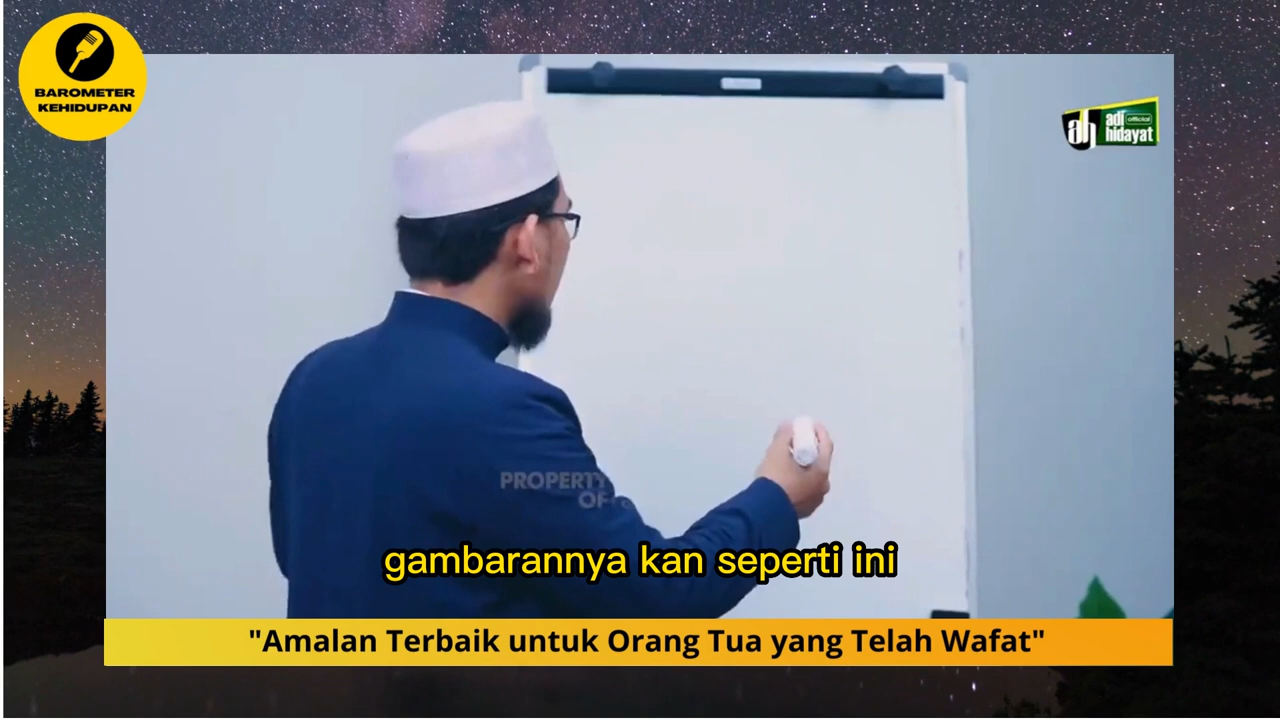 BAROMETER
KEHIDUPAN
ah
adi official
hidayat
PROPERTY
OF
gambarannya kan seperti ini
"Amalan Terbaik untuk Orang Tua yang Telah Wafat"